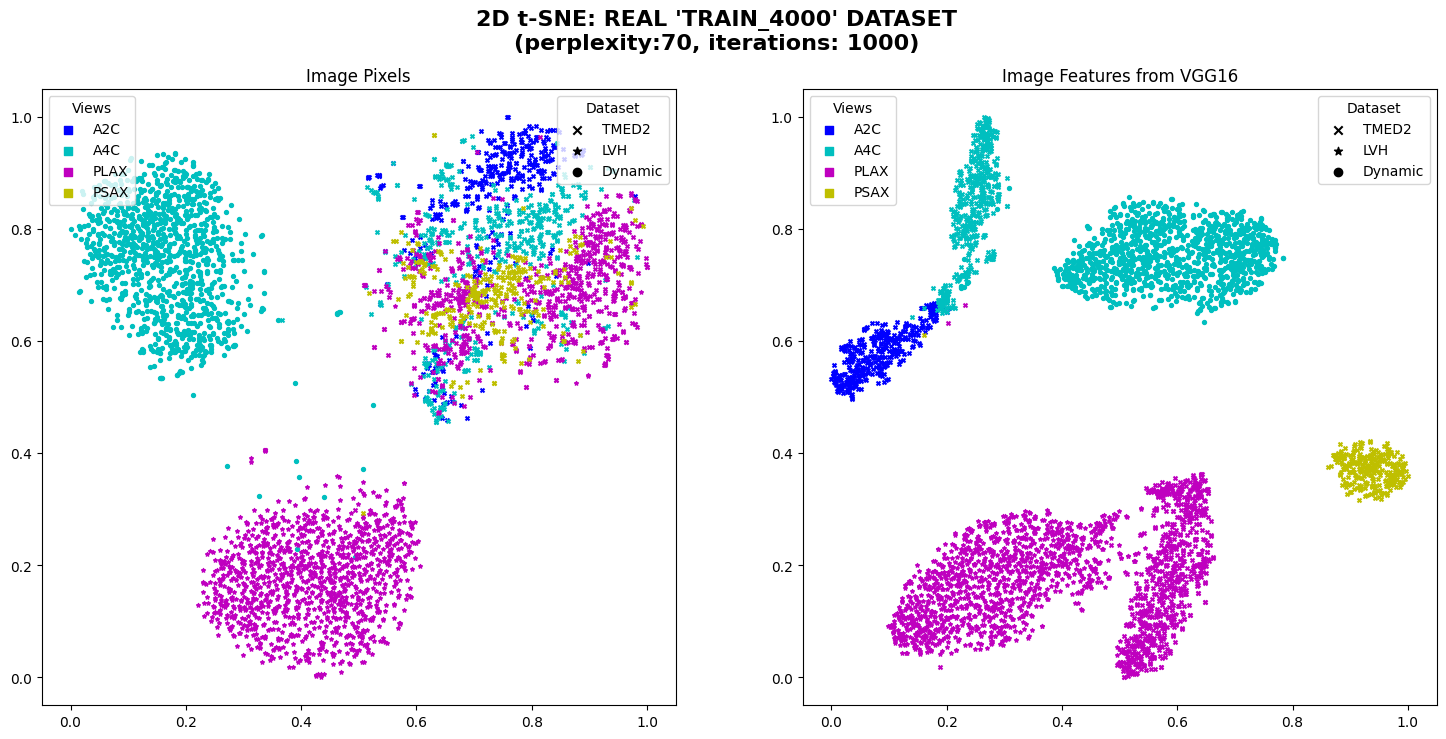 2D t-SNE: REAL 'TRAIN_4000' DATASET
(perplexity:70, iterations: 1000)
Image Pixels
Views
A2C
A4C
PLAX
PSAX
Dataset
TMED2
LVH
Dynamic
1.0
0.8
0.6
0.4
0.2
0.0
0.0 0.2 0.4 0.6 0.8 1.0
Image Features from VGG16
Views
A2C
A4C
PLAX
PSAX
Dataset
TMED2
LVH
Dynamic
1.0
0.8
0.6
0.4
0.2
0.0
0.0 0.2 0.4 0.6 0.8 1.0